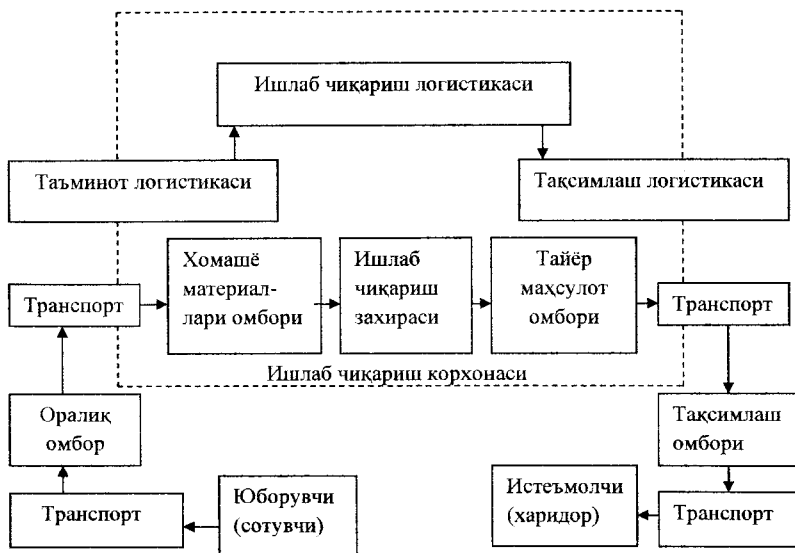 Ишлаб чиқариш логистикаси
Таъминот логистикаси
Тақсимлаш логистикаси
Хомашё
материал-
лари омбори
Ишлаб
чиқариш
захираси
Тайёр
маҳсулот
омбори
Транспорт
Транспорт
Ишлаб чиқариш корхонаси
Оралиқ
омбор
Тақсимлаш
омбори
Транспорт
Юборувчи
(сотувчи)
Истеъмолчи
(харидор)
Транспорт